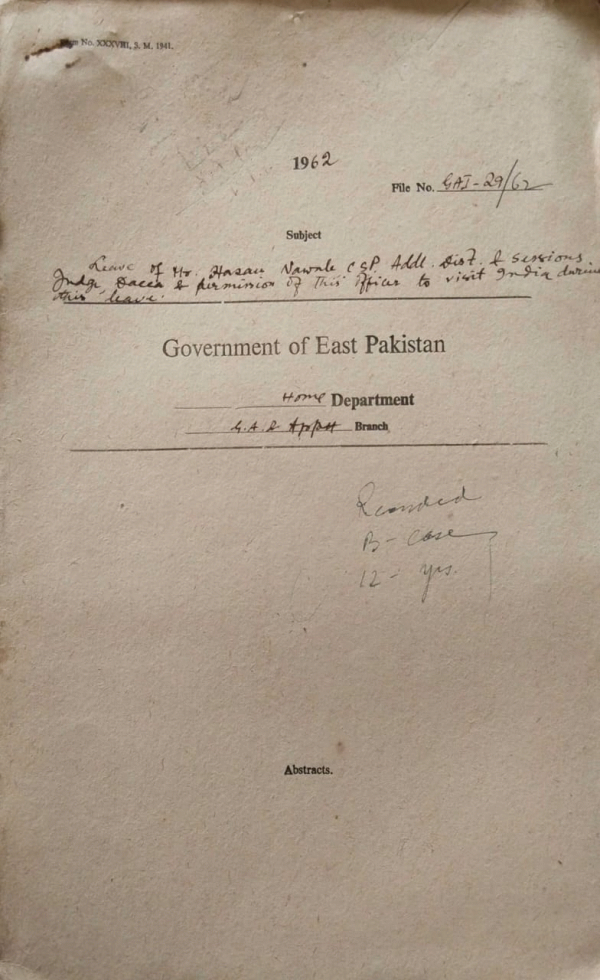 No. XXXVIII, S. M. 1941.
1962
File No. GAI-29/62
Subject
Leave of Mr. Hasan Nawab CSP. Addl. Dist. & Sessions
Judge, Dacca & permission of this officer to visit India during
this leave.
Government of East Pakistan
Home Department
G.A. & Appt Branch
Recorded
B- case
12- yrs.
Abstracts.